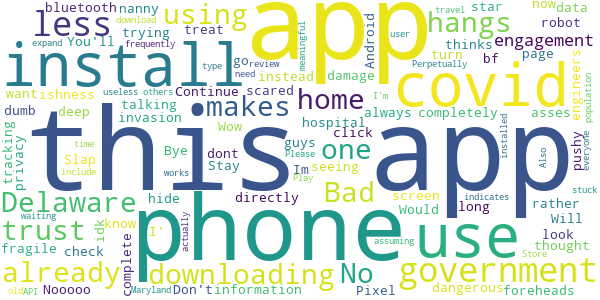 bluetooth nanny using app hangs now data
less You'll trying treat star robot
download frequently go review engagement thinks page
install type Android turn bf
expand instead user Perpetually damage need meaningful travel
useless others
want ishness Continue scared covid engineers
dumb deep talking makes home always completely asses
tracking privacy invasion Wow hospital click I'm population
Slap Bye guys one seeing dont directly installed pushy everyone
this app
Delaware Stay Im Bad screen long rather
trust idk hide phone Would Also Will use look
fragile check know I' thought indicates stuck
time include works Please Play
already complete downloading No government
waiting actually assuming Store
Nooooo Don't information Pixel dangerous foreheads
old API Maryland